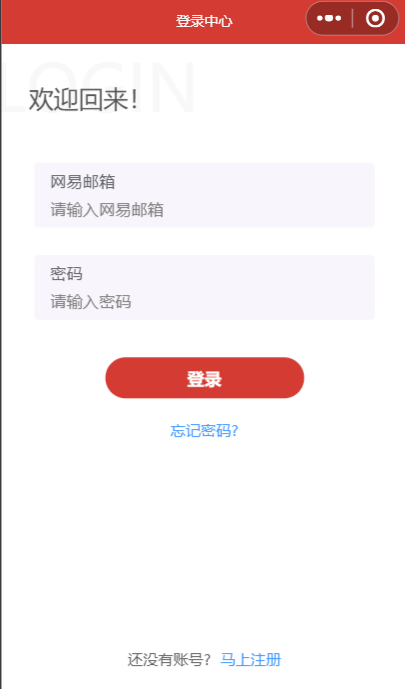 登录中心
LOGIN
欢迎回来!
网易邮箱
请输入网易邮箱
密码
请输入密码
登录
忘记密码?
还没有账号? 马上注册